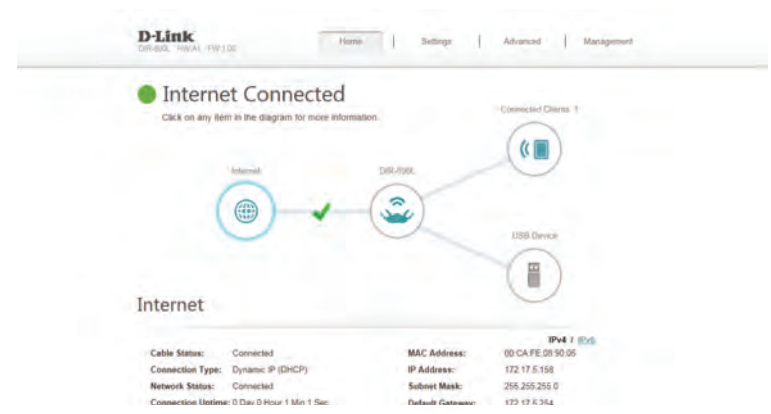 D-Link
DIR-890L HW:A1 FW:1.00
Home | Settings | Advanced | Management
Internet Connected
Click on any item in the diagram for more information.
Connected Clients: 1
Internet
DIR-890L
USB Device
Internet
IPv4 / IPv6
Cable Status: Connected
MAC Address: 00:CA:FE:08:90:05
Connection Type: Dynamic IP (DHCP)
IP Address: 172.17.5.158
Network Status: Connected
Subnet Mask: 255.255.255.0
Connection Uptime: 0 Day 0 Hour 1 Min 1 Sec
Default Gateway: 172.17.5.254